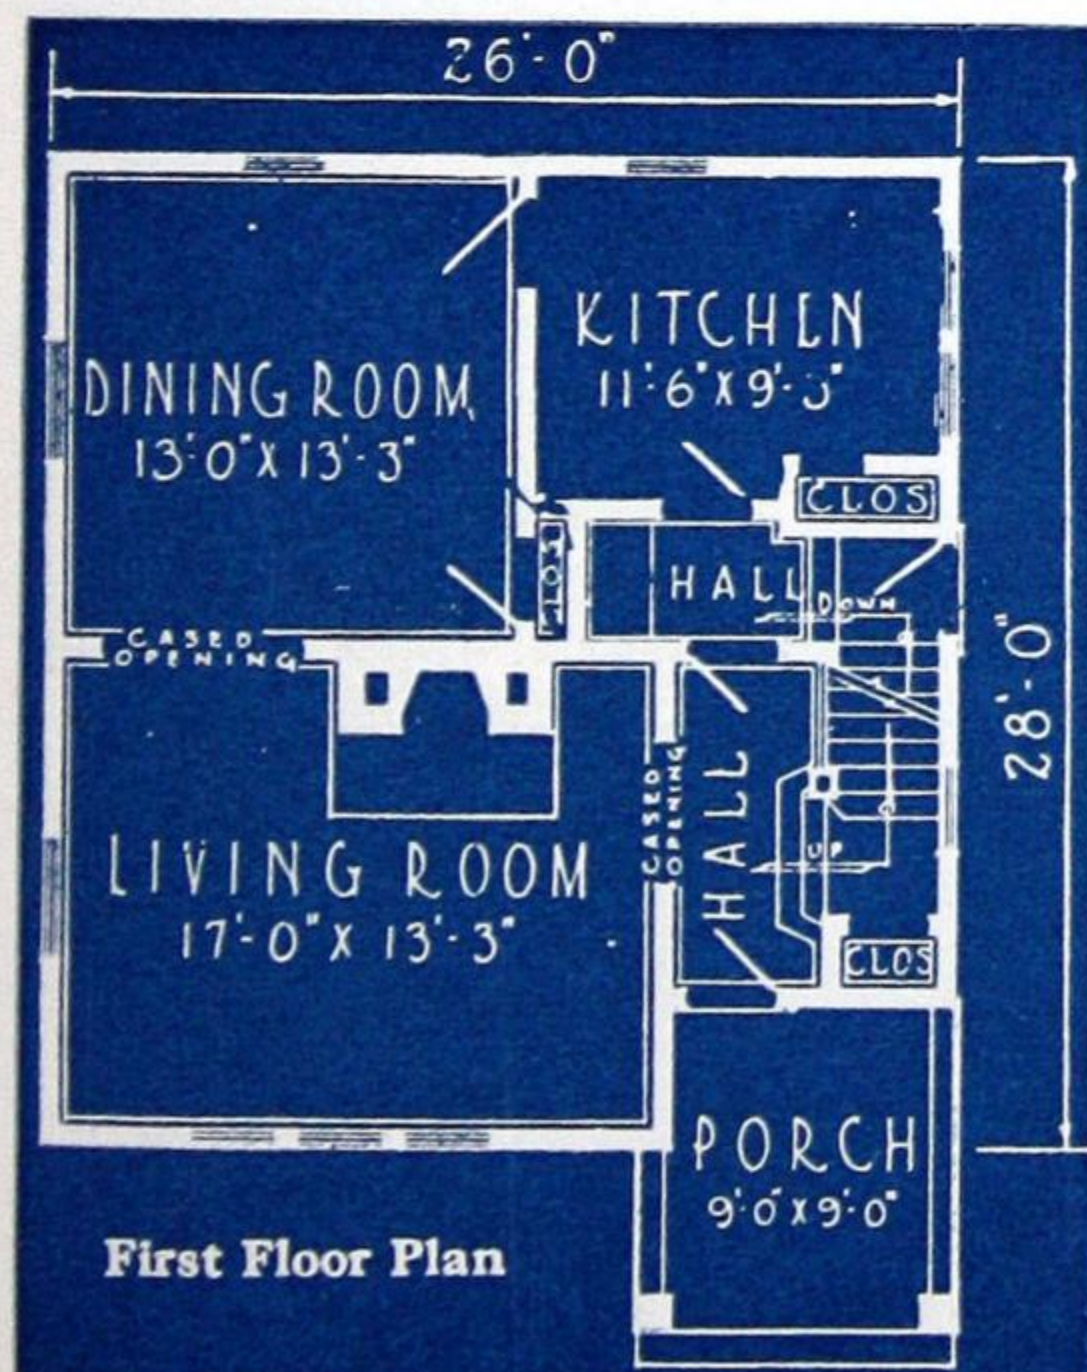 26'-0"
KITCHEN
11'-6" X 9'-3"
DINING ROOM
13'-0" X 13'-3"
CLOS
CLOS
HALL
DOWN
CASED
OPENING
28'-0"
CASED
OPENING
HALL
UP
LIVING ROOM
17'-0" X 13'-3"
CLOS
PORCH
9'-0" X 9'-0"
First Floor Plan